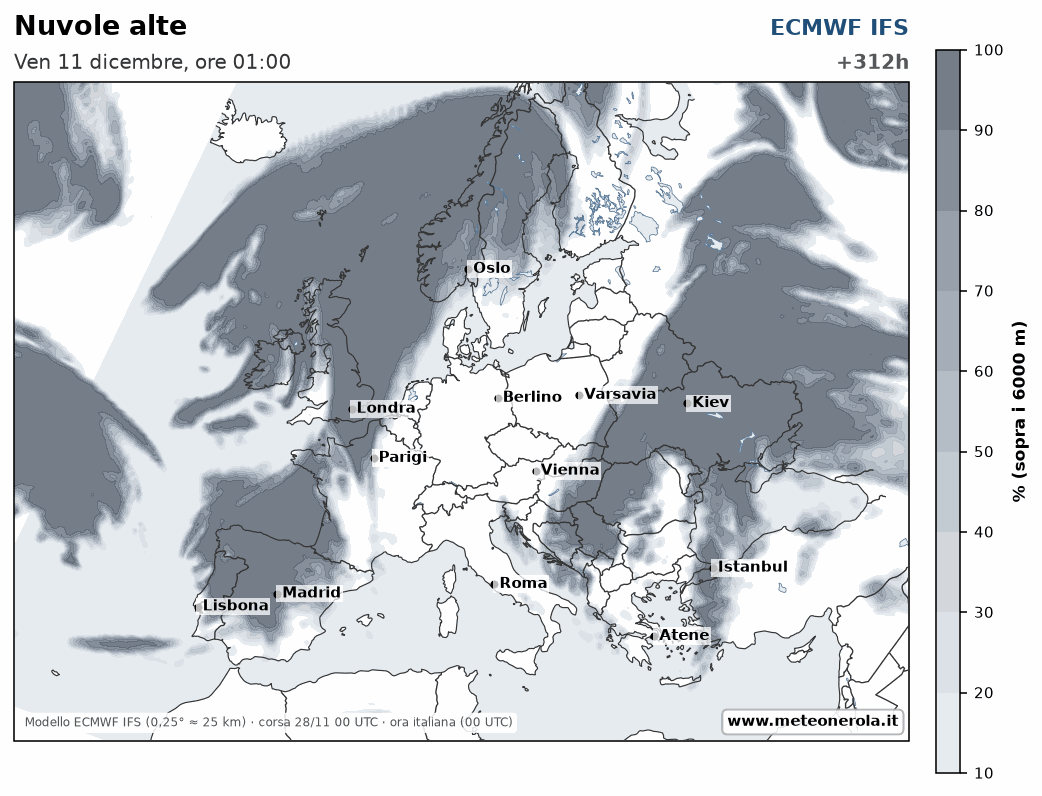 Nuvole alte
ECMWF IFS
Ven 11 dicembre, ore 01:00
+312h
100
90
80
70
60
50
40
30
20
10
% (sopra i 6000 m)
Oslo
Berlino
Varsavia
Kiev
Londra
Parigi
Vienna
Istanbul
Roma
Madrid
Lisbona
Atene
Modello ECMWF IFS (0,25° ≈ 25 km) · corsa 28/11 00 UTC · ora italiana (00 UTC)
www.meteonerola.it